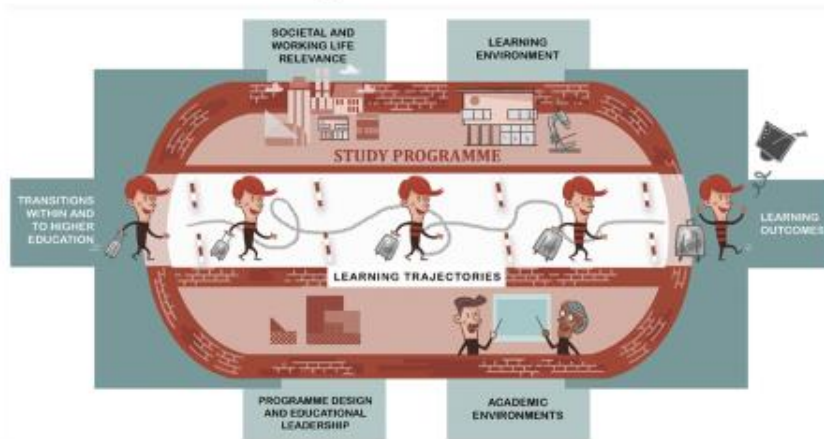 SOCIETAL AND
WORKING LIFE
RELEVANCE
LEARNING
ENVIRONMENT
STUDY PROGRAMME
TRANSITIONS
WITHIN AND
TO HIGHER
EDUCATION
LEARNING
OUTCOMES
LEARNING TRAJECTORIES
PROGRAMME DESIGN
AND EDUCATIONAL
LEADERSHIP
ACADEMIC
ENVIRONMENTS